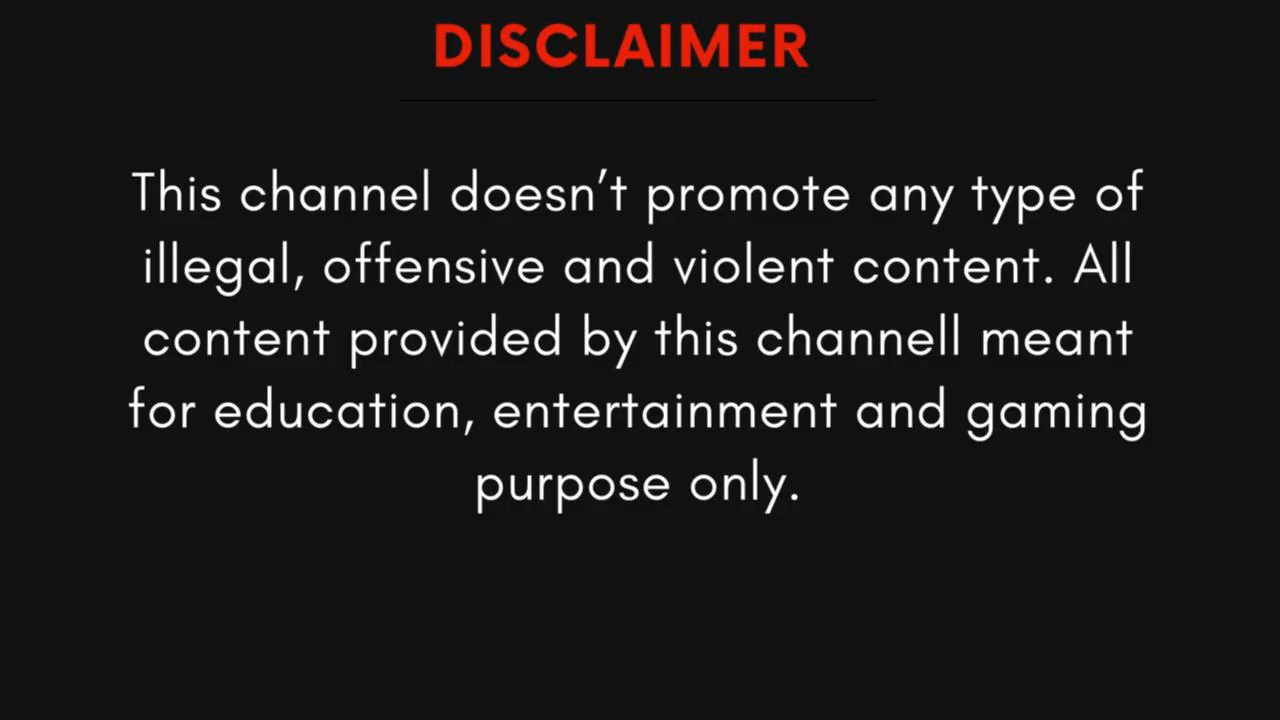 DISCLAIMER
This channel doesn’t promote any type of
illegal, offensive and violent content. All
content provided by this channell meant
for education, entertainment and gaming
purpose only.